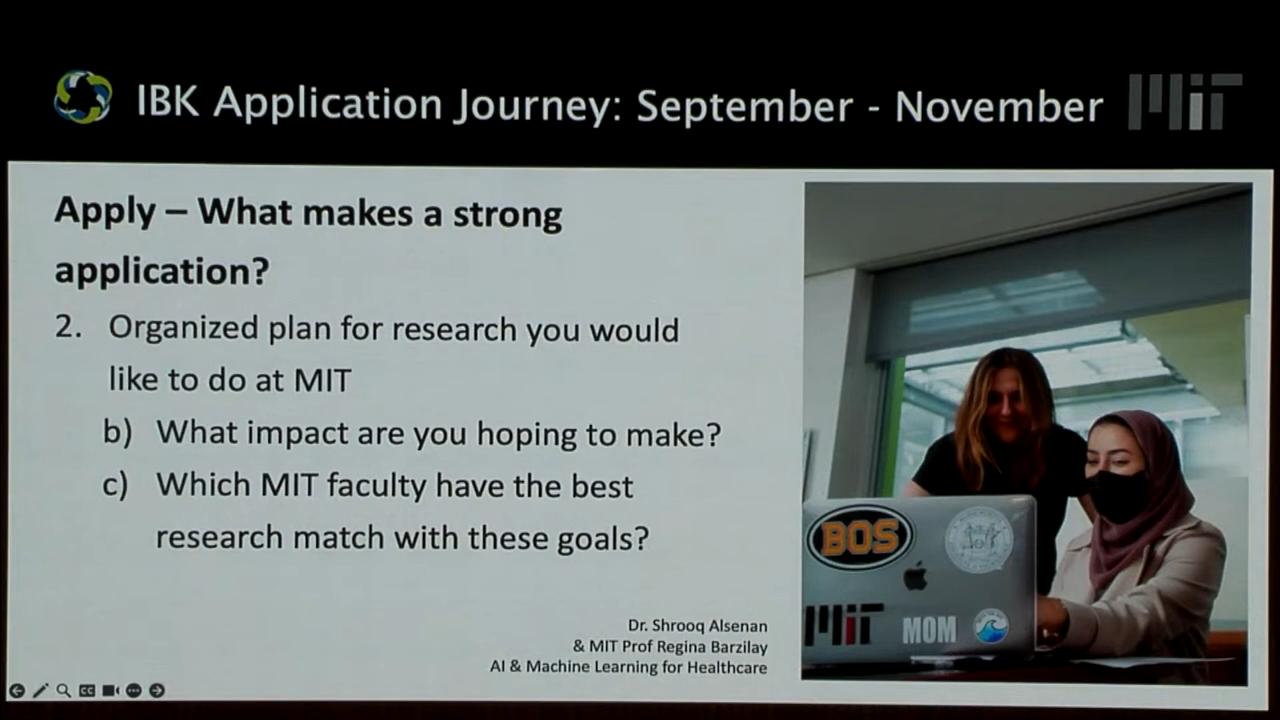 IBK Application Journey: September - November
MIT
Apply – What makes a strong
application?
2. Organized plan for research you would
like to do at MIT
b) What impact are you hoping to make?
c) Which MIT faculty have the best
research match with these goals?
Dr. Shrooq Alsenan
& MIT Prof Regina Barzilay
AI & Machine Learning for Healthcare
BOS
MIT
MOM
CC